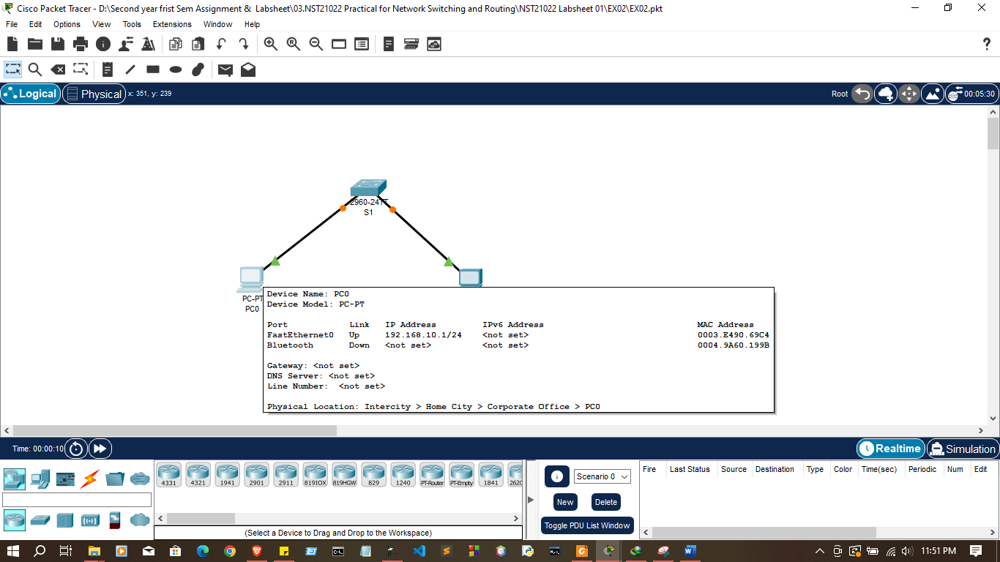 Cisco Packet Tracer - D:\Second year frist Sem Assignment & Labsheet\03.NST21022 Practical for Network Switching and Routing\NST21022 Labsheet 01\EX02\EX02.pkt
File Edit Options View Tools Extensions Window Help
Logical Physical x: 351, y: 239 Root 00:05:30
2960-24TT
S1
PC-PT
PC0
Device Name: PC0
Device Model: PC-PT
Port Link IP Address IPv6 Address MAC Address
FastEthernet0 Up 192.168.10.1/24 <not set> 0003.E490.69C4
Bluetooth Down <not set> <not set> 0004.9A60.199B
Gateway: <not set>
DNS Server: <not set>
Line Number: <not set>
Physical Location: Intercity > Home City > Corporate Office > PC0
Time: 00:00:10 Realtime Simulation
4331 4321 1941 2901 2911 819IOX 819HGW 829 1240 PT-Router PT-Empty 1841 2620
(Select a Device to Drag and Drop to the Workspace)
Scenario 0
New Delete
Toggle PDU List Window
Fire Last Status Source Destination Type Color Time(sec) Periodic Num Edit
11:51 PM